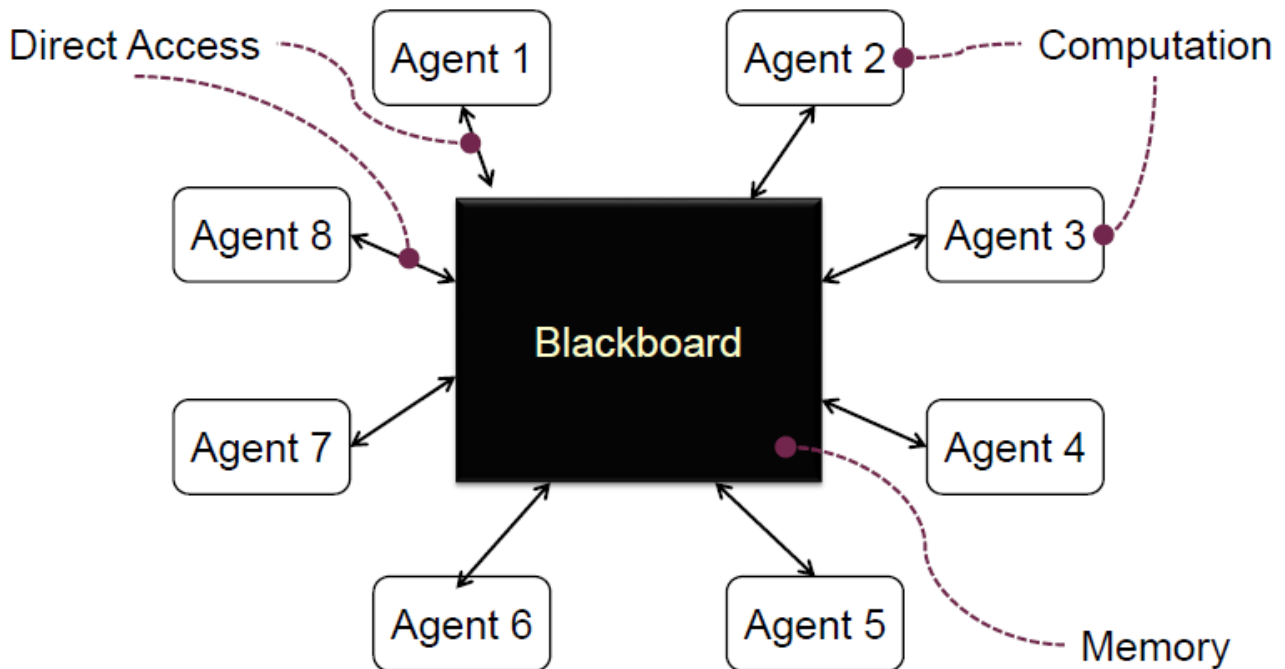 Direct Access
Agent 1
Agent 2
Computation
Agent 8
Agent 3
Blackboard
Agent 7
Agent 4
Agent 6
Agent 5
Memory